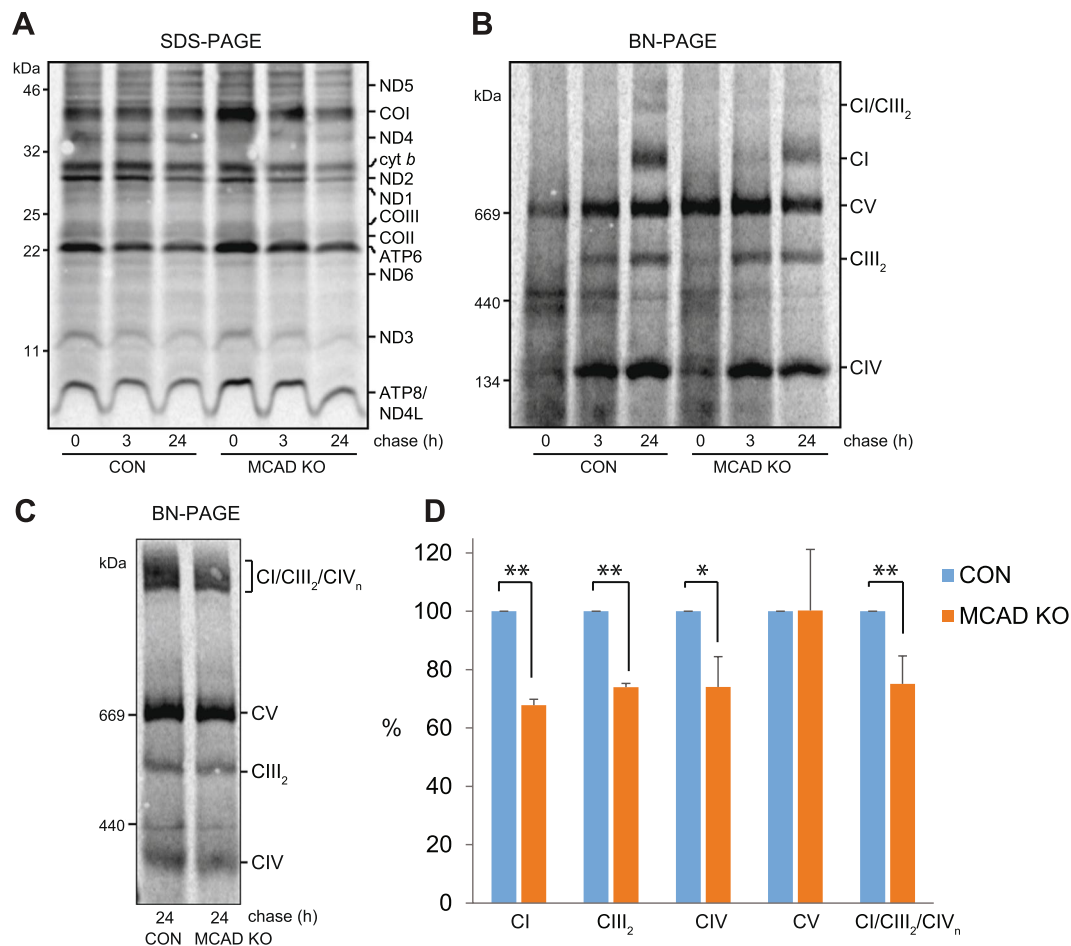 A
SDS-PAGE
kDa
46
32
25
22
11
ND5
COI
ND4
cyt b
ND2
ND1
COIII
COII
ATP6
ND6
ND3
ATP8/
ND4L
0 3 24 0 3 24 chase (h)
CON MCAD KO
B
BN-PAGE
kDa
669
440
134
CI/CIII2
CI
CV
CIII2
CIV
0 3 24 0 3 24 chase (h)
CON MCAD KO
C
BN-PAGE
kDa
669
440
CI/CIII2/CIVn
CV
CIII2
CIV
24 24 chase (h)
CON MCAD KO
D
120
100
80
60
40
20
0
%
** ** * **
CI CIII2 CIV CV CI/CIII2/CIVn
CON
MCAD KO